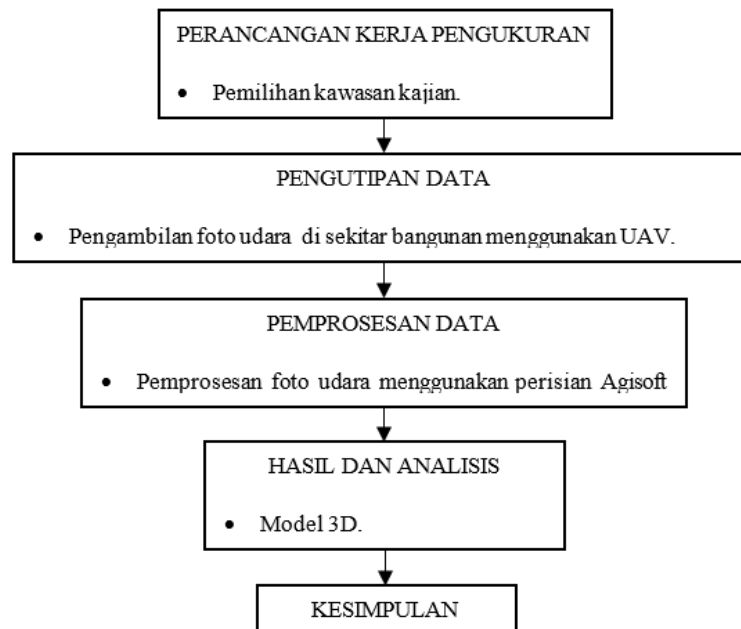 PERANCANGAN KERJA PENGUKURAN
• Pemilihan kawasan kajian.
PENGUTIPAN DATA
• Pengambilan foto udara di sekitar bangunan menggunakan UAV.
PEMPROSESAN DATA
• Pemprosesan foto udara menggunakan perisian Agisoft
HASIL DAN ANALISIS
• Model 3D.
KESIMPULAN